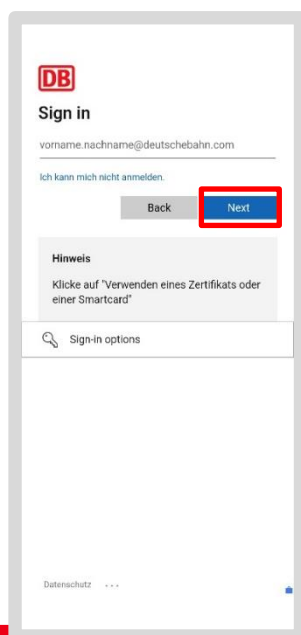 DB
Sign in
vorname.nachname@deutschebahn.com
Ich kann mich nicht anmelden.
Back Next
Hinweis
Klicke auf "Verwenden eines Zertifikats oder
einer Smartcard"
Sign-in options
Datenschutz ...